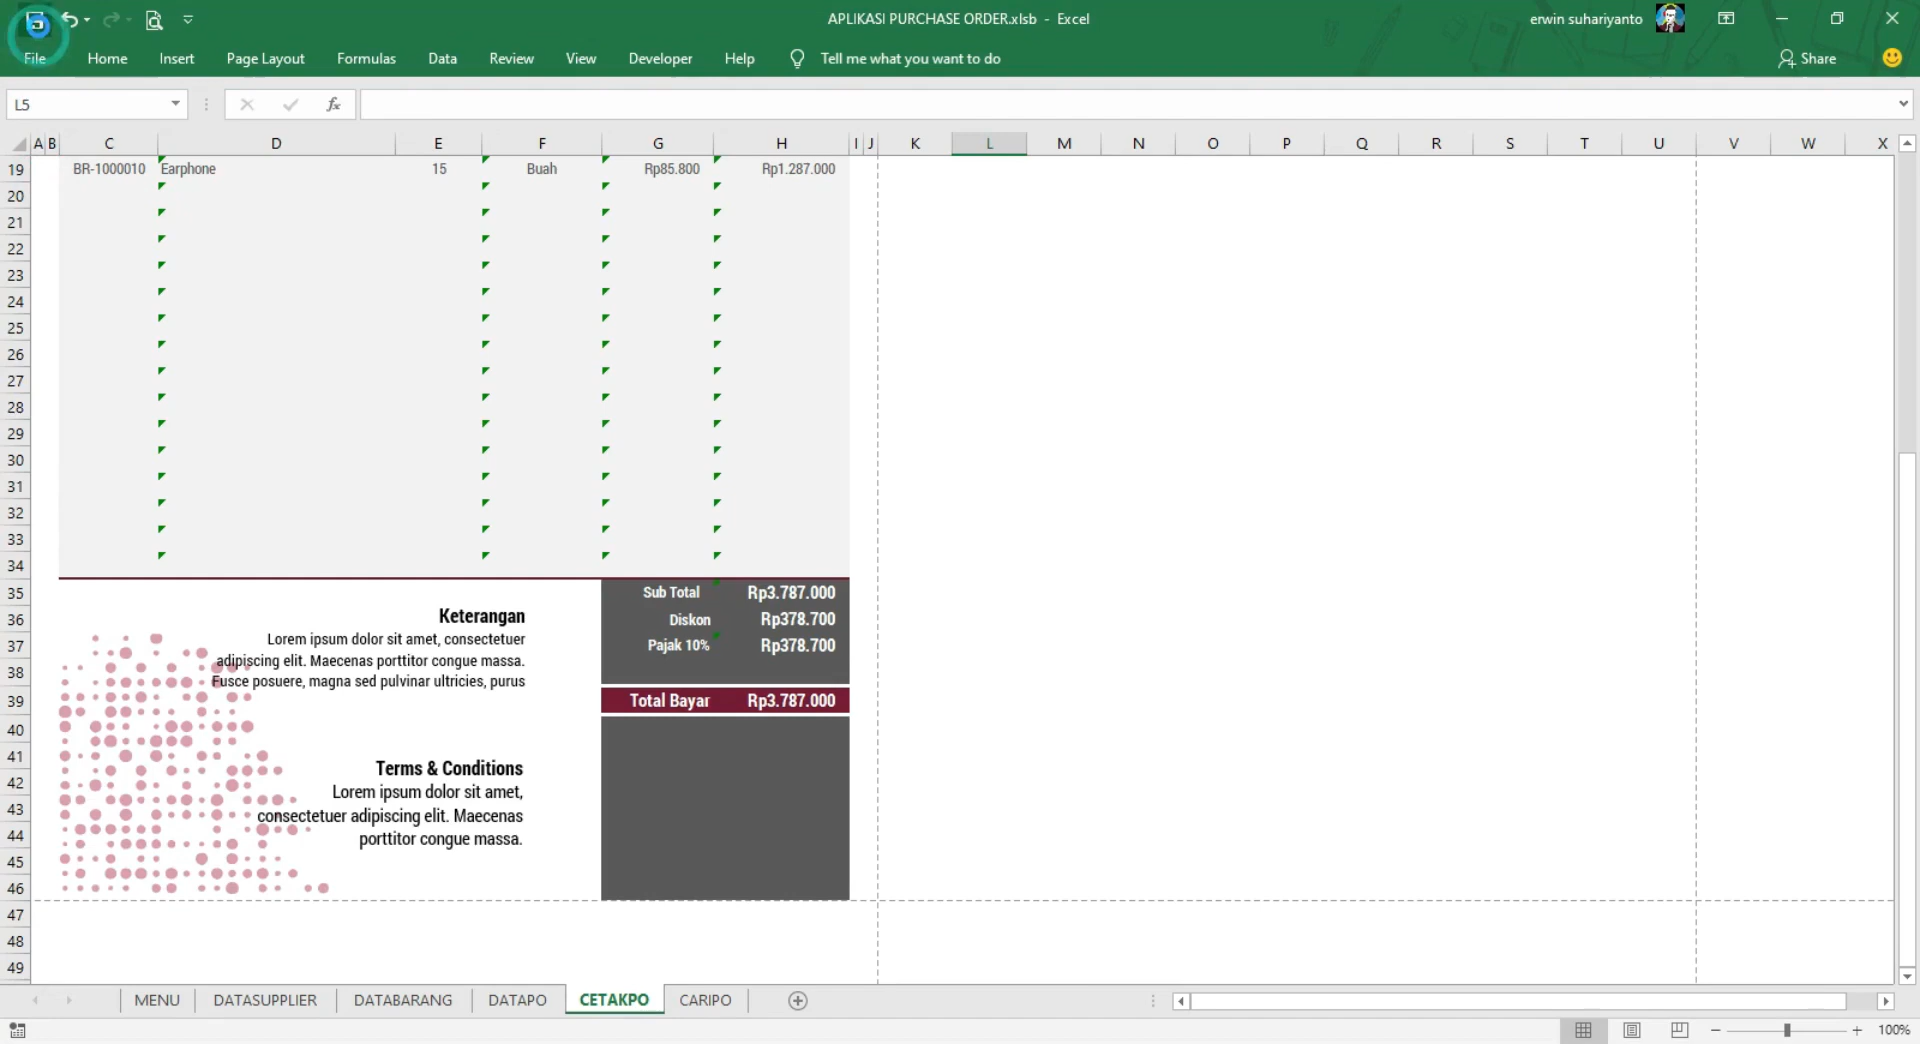 APLIKASI PURCHASE ORDER.xlsb - Excel
erwin suhariyanto
File Home Insert Page Layout Formulas Data Review View Developer Help Tell me what you want to do Share
L5 fx
A B C D E F G H I J K L M N O P Q R S T U V W X
19 BR-1000010 Earphone 15 Buah Rp85.800 Rp1.287.000
20
21
22
23
24
25
26
27
28
29
30
31
32
33
34
35 Sub Total Rp3.787.000
36 Keterangan Diskon Rp378.700
37 Lorem ipsum dolor sit amet, consectetuer Pajak 10% Rp378.700
38 adipiscing elit. Maecenas porttitor congue massa.
Fusce posuere, magna sed pulvinar ultricies, purus
39 Total Bayar Rp3.787.000
40
41 Terms & Conditions
42 Lorem ipsum dolor sit amet,
43 consectetuer adipiscing elit. Maecenas
44 porttitor congue massa.
45
46
47
48
49
MENU DATASUPPLIER DATABARANG DATAPO CETAKPO CARIPO
100%